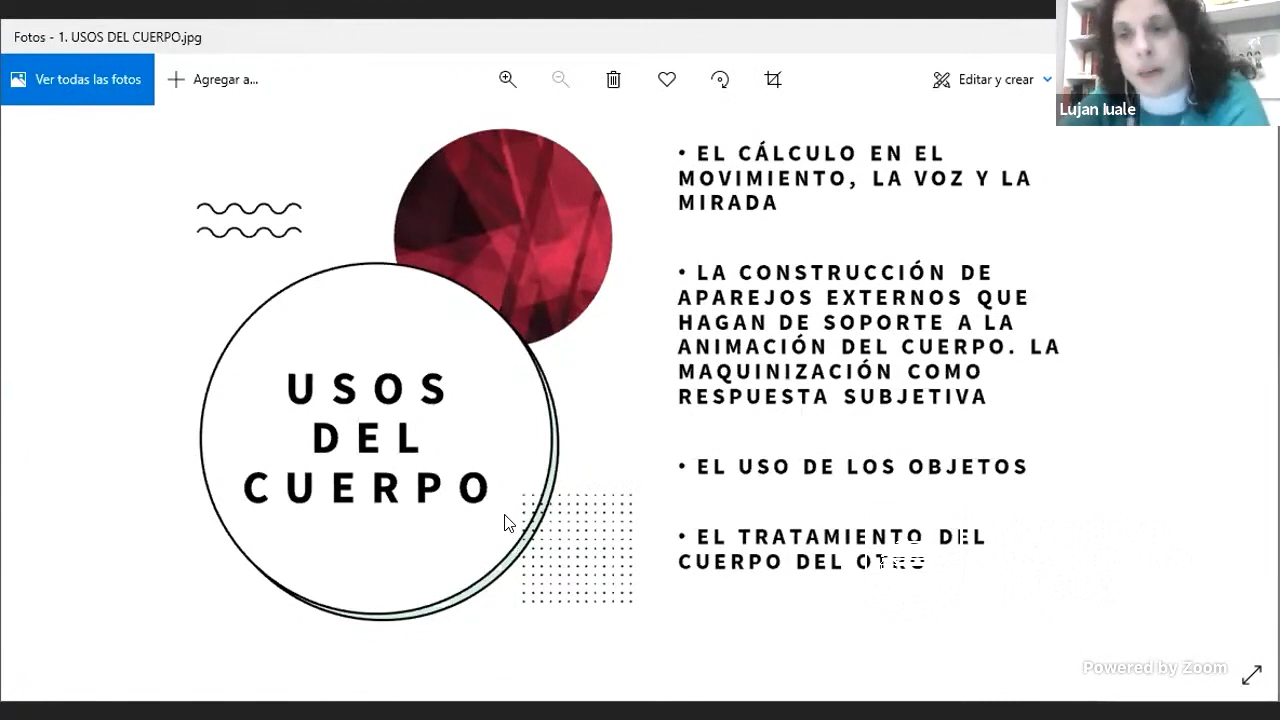 Fotos - 1. USOS DEL CUERPO.jpg
Ver todas las fotos
Agregar a...
Editar y crear
Lujan Iuale
USOS
DEL
CUERPO
• EL CÁLCULO EN EL
MOVIMIENTO, LA VOZ Y LA
MIRADA
• LA CONSTRUCCIÓN DE
APAREJOS EXTERNOS QUE
HAGAN DE SOPORTE A LA
ANIMACIÓN DEL CUERPO. LA
MAQUINIZACIÓN COMO
RESPUESTA SUBJETIVA
• EL USO DE LOS OBJETOS
• EL TRATAMIENTO DEL
CUERPO DEL
Powered by Zoom